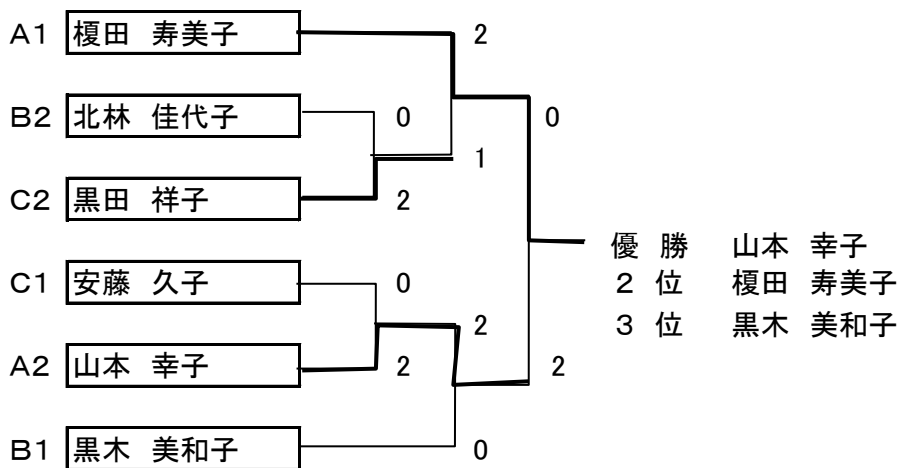 A1 榎田 寿美子 2
B2 北林 佳代子 0 0
1
C2 黒田 祥子 2
優 勝 山本 幸子
C1 安藤 久子 0 2 位 榎田 寿美子
2 3 位 黒木 美和子
A2 山本 幸子 2 2
B1 黒木 美和子 0